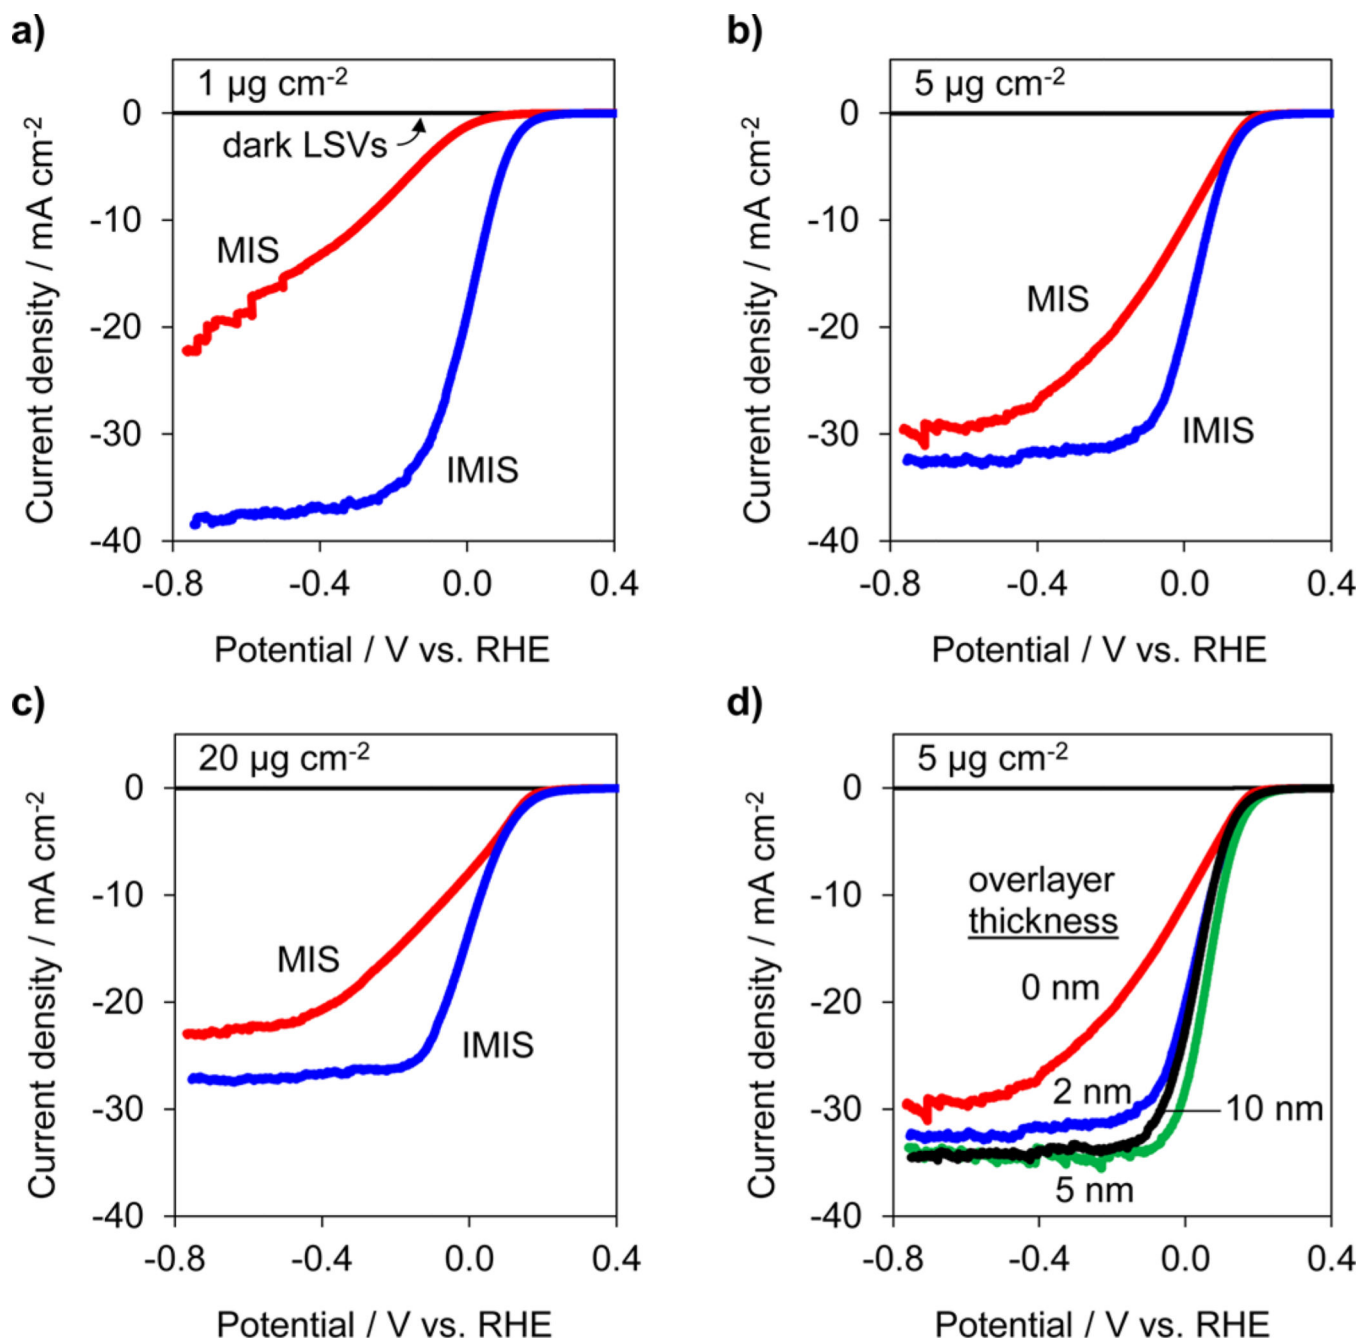 a)
1 µg cm-2
dark LSVs
MIS
IMIS
0
-10
-20
-30
-40
-0.8
-0.4
0.0
0.4
Current density / mA cm-2
Potential / V vs. RHE
b)
5 µg cm-2
MIS
IMIS
0
-10
-20
-30
-40
-0.8
-0.4
0.0
0.4
Current density / mA cm-2
Potential / V vs. RHE
c)
20 µg cm-2
MIS
IMIS
0
-10
-20
-30
-40
-0.8
-0.4
0.0
0.4
Current density / mA cm-2
Potential / V vs. RHE
d)
5 µg cm-2
overlayer
thickness
0 nm
2 nm
10 nm
5 nm
0
-10
-20
-30
-40
-0.8
-0.4
0.0
0.4
Current density / mA cm-2
Potential / V vs. RHE